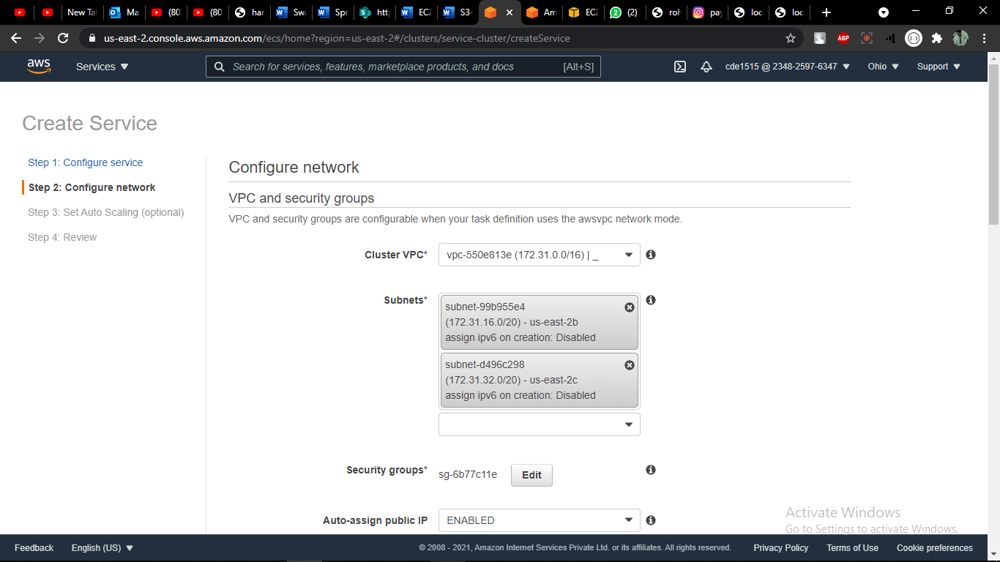 New Tal
Ma
(80
(80
har
Swa
Spr
http
EC2
S3-
Am
EC2
(2)
roh
pay
loc
loc
us-east-2.console.aws.amazon.com/ecs/home?region=us-east-2#/clusters/service-cluster/createService
ABP
aws
Services
Search for services, features, marketplace products, and docs [Alt+S]
cde1515 @ 2348-2597-6347
Ohio
Support
Create Service
Step 1: Configure service
Step 2: Configure network
Step 3: Set Auto Scaling (optional)
Step 4: Review
Configure network
VPC and security groups
VPC and security groups are configurable when your task definition uses the awsvpc network mode.
Cluster VPC* vpc-550e813e (172.31.0.0/16) | _
Subnets* subnet-99b955e4
(172.31.16.0/20) - us-east-2b
assign ipv6 on creation: Disabled
subnet-d496c298
(172.31.32.0/20) - us-east-2c
assign ipv6 on creation: Disabled
Security groups* sg-6b77c11e Edit
Auto-assign public IP ENABLED
Activate Windows
Go to Settings to activate Windows.
Feedback English (US) © 2008 - 2021, Amazon Internet Services Private Ltd. or its affiliates. All rights reserved. Privacy Policy Terms of Use Cookie preferences